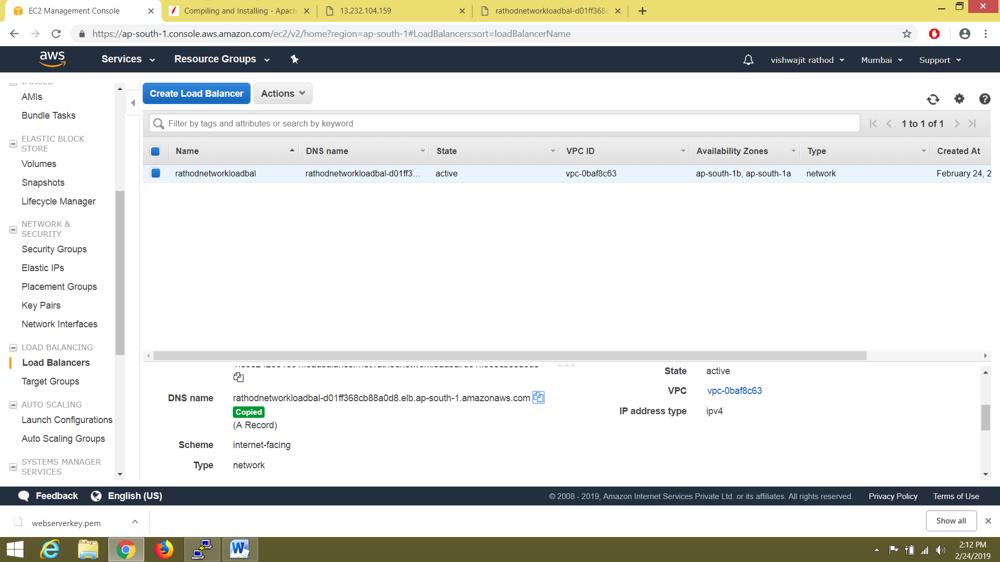 EC2 Management Console
Compiling and Installing - Apach
13.232.104.159
rathodnetworkloadbal-d01ff368c
https://ap-south-1.console.aws.amazon.com/ec2/v2/home?region=ap-south-1#LoadBalancers:sort=loadBalancerName
aws
Services
Resource Groups
vishwajit rathod
Mumbai
Support
IMAGES
AMIs
Bundle Tasks
ELASTIC BLOCK
STORE
Volumes
Snapshots
Lifecycle Manager
NETWORK &
SECURITY
Security Groups
Elastic IPs
Placement Groups
Key Pairs
Network Interfaces
LOAD BALANCING
Load Balancers
Target Groups
AUTO SCALING
Launch Configurations
Auto Scaling Groups
SYSTEMS MANAGER
SERVICES
Create Load Balancer
Actions
Filter by tags and attributes or search by keyword
1 to 1 of 1
Name DNS name State VPC ID Availability Zones Type Created At
rathodnetworkloadbal rathodnetworkloadbal-d01ff3... active vpc-0baf8c63 ap-south-1b, ap-south-1a network February 24, 2
DNS name rathodnetworkloadbal-d01ff368cb88a0d8.elb.ap-south-1.amazonaws.com
Copied
(A Record)
Scheme internet-facing
Type network
State active
VPC vpc-0baf8c63
IP address type ipv4
Feedback
English (US)
© 2008 - 2019, Amazon Internet Services Private Ltd. or its affiliates. All rights reserved.
Privacy Policy
Terms of Use
webserverkey.pem
Show all
2:12 PM
2/24/2019